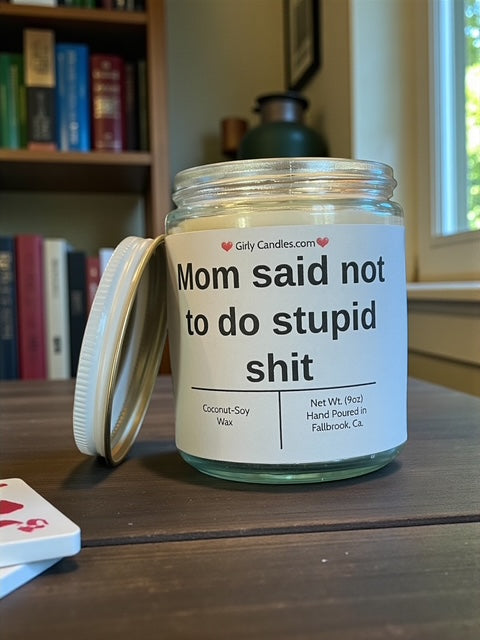 ❤Girly Candles.com❤
Mom said not
to do stupid
shit
Coconut-Soy
Wax
Net Wt. (9oz)
Hand Poured in
Fallbrook, Ca.